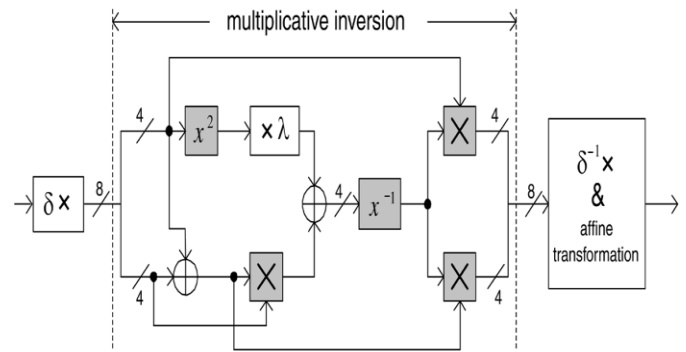 multiplicative inversion
4
x²
×λ
×
4
δ×
8
4
x⁻¹
8
δ⁻¹×
&
affine
transformation
4
×
×
4